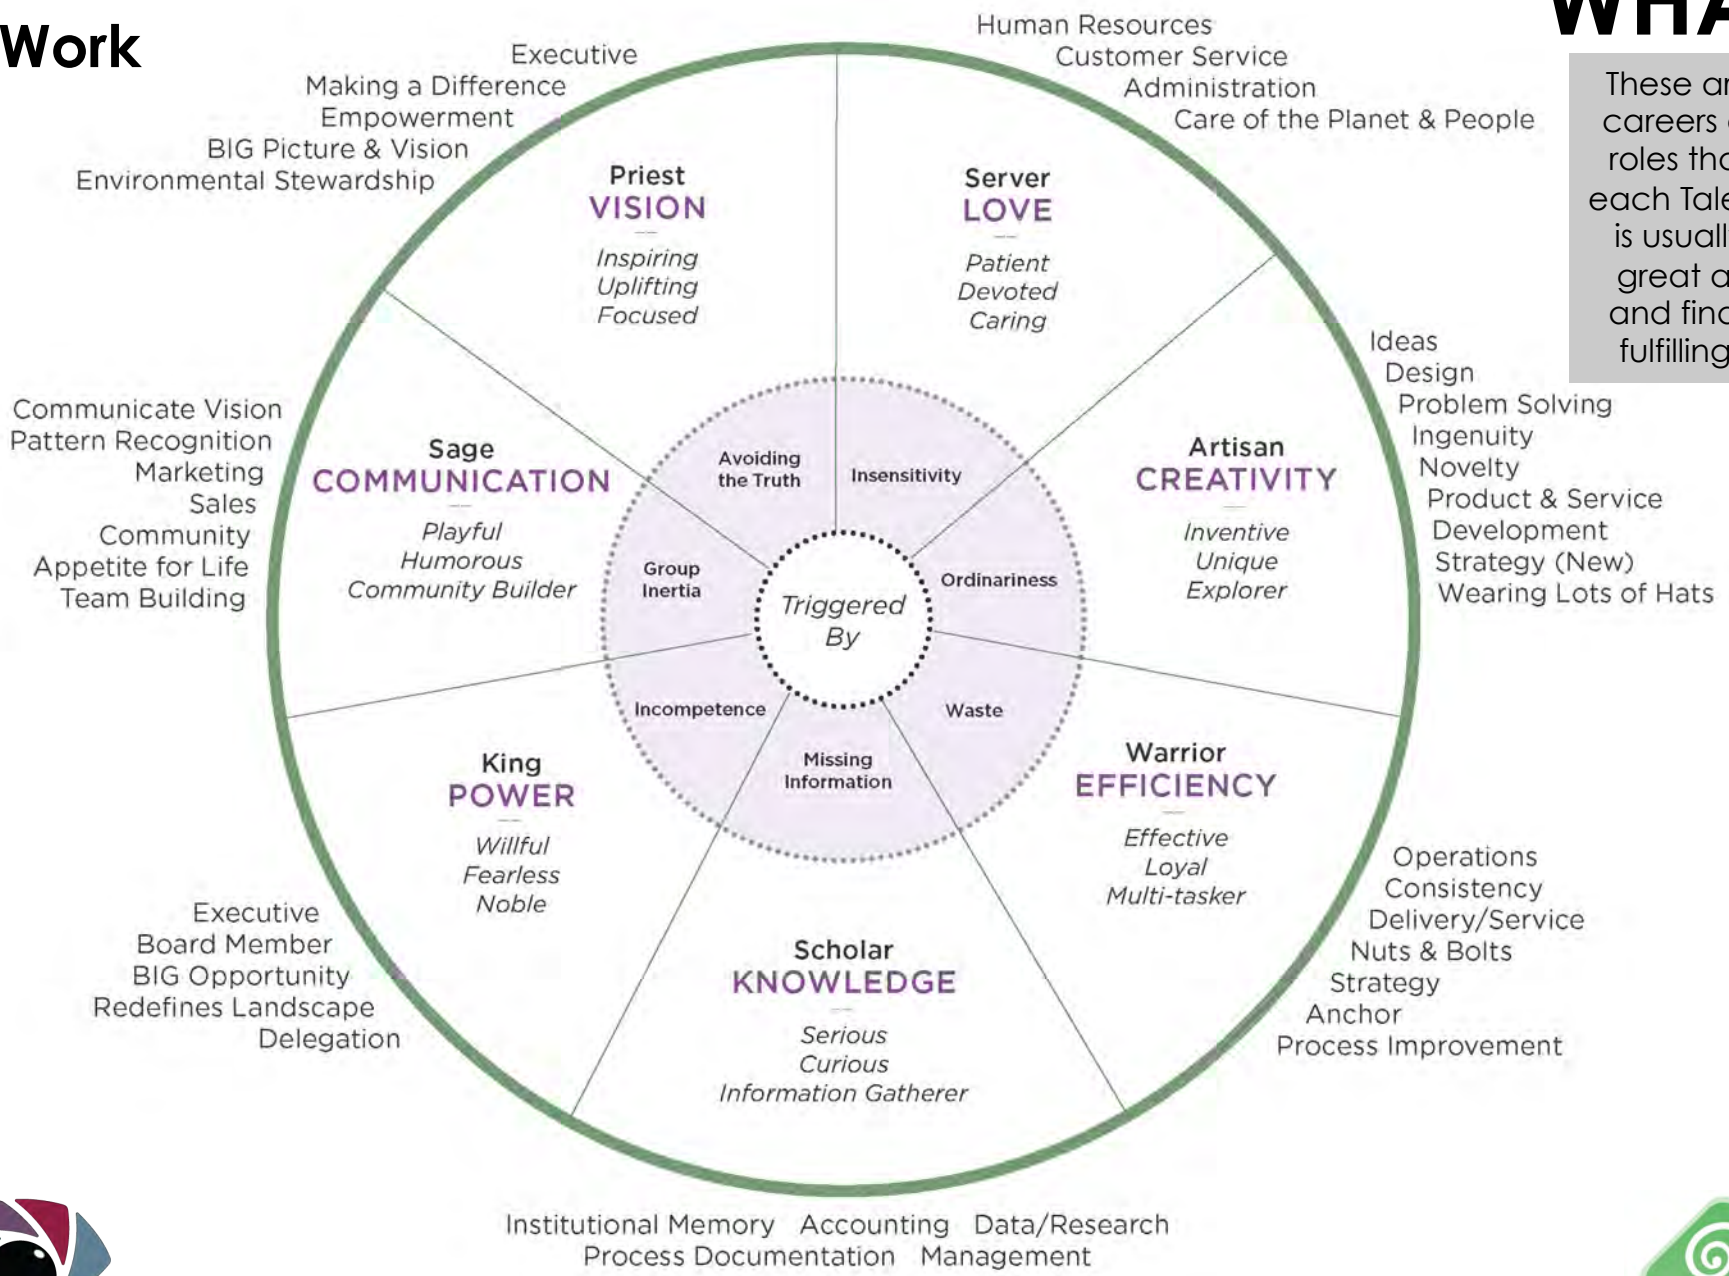 Work
WHA
These ar
careers
roles tha
each Tale
is usuall
great a
and find
fulfilling
Executive
Making a Difference
Empowerment
BIG Picture & Vision
Environmental Stewardship
Human Resources
Customer Service
Administration
Care of the Planet & People
Priest
VISION
Inspiring
Uplifting
Focused
Server
LOVE
Patient
Devoted
Caring
Ideas
Design
Problem Solving
Ingenuity
Novelty
Product & Service
Development
Strategy (New)
Wearing Lots of Hats
Communicate Vision
Pattern Recognition
Marketing
Sales
Community
Appetite for Life
Team Building
Sage
COMMUNICATION
Playful
Humorous
Community Builder
Artisan
CREATIVITY
Inventive
Unique
Explorer
Avoiding
the Truth
Insensitivity
Group
Inertia
Ordinariness
Triggered
By
Incompetence
Waste
Missing
Information
King
POWER
Willful
Fearless
Noble
Warrior
EFFICIENCY
Effective
Loyal
Multi-tasker
Scholar
KNOWLEDGE
Serious
Curious
Information Gatherer
Executive
Board Member
BIG Opportunity
Redefines Landscape
Delegation
Operations
Consistency
Delivery/Service
Nuts & Bolts
Strategy
Anchor
Process Improvement
Institutional Memory Accounting Data/Research
Process Documentation Management